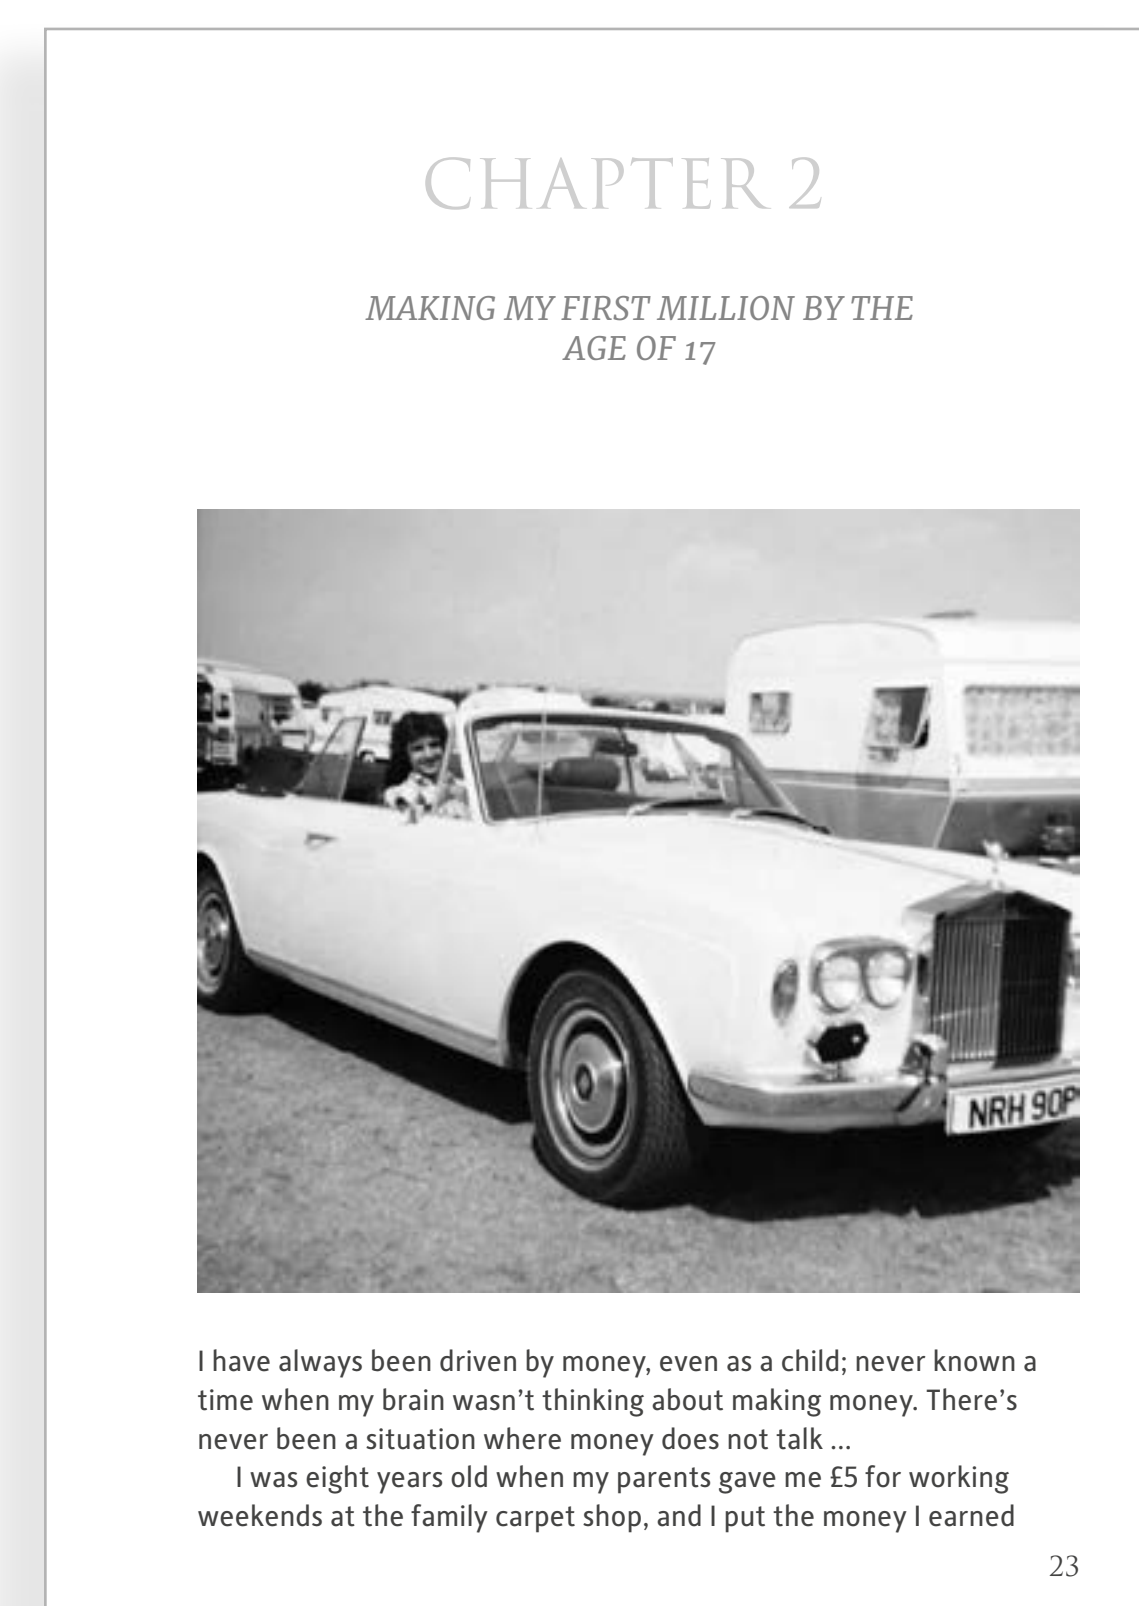 CHAPTER 2
MAKING MY FIRST MILLION BY THE
AGE OF 17
NRH 90P
I have always been driven by money, even as a child; never known a
time when my brain wasn’t thinking about making money. There’s
never been a situation where money does not talk ...
I was eight years old when my parents gave me £5 for working
weekends at the family carpet shop, and I put the money I earned
23